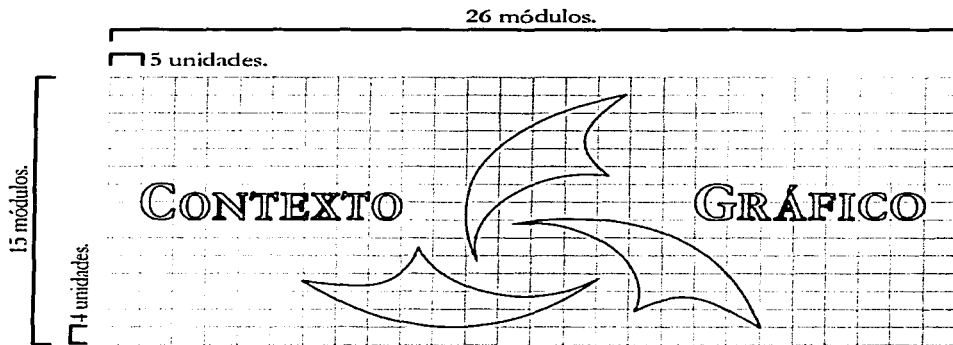 26 módulos.
5 unidades.
15 módulos.
4 unidades.
CONTEXTO GRÁFICO